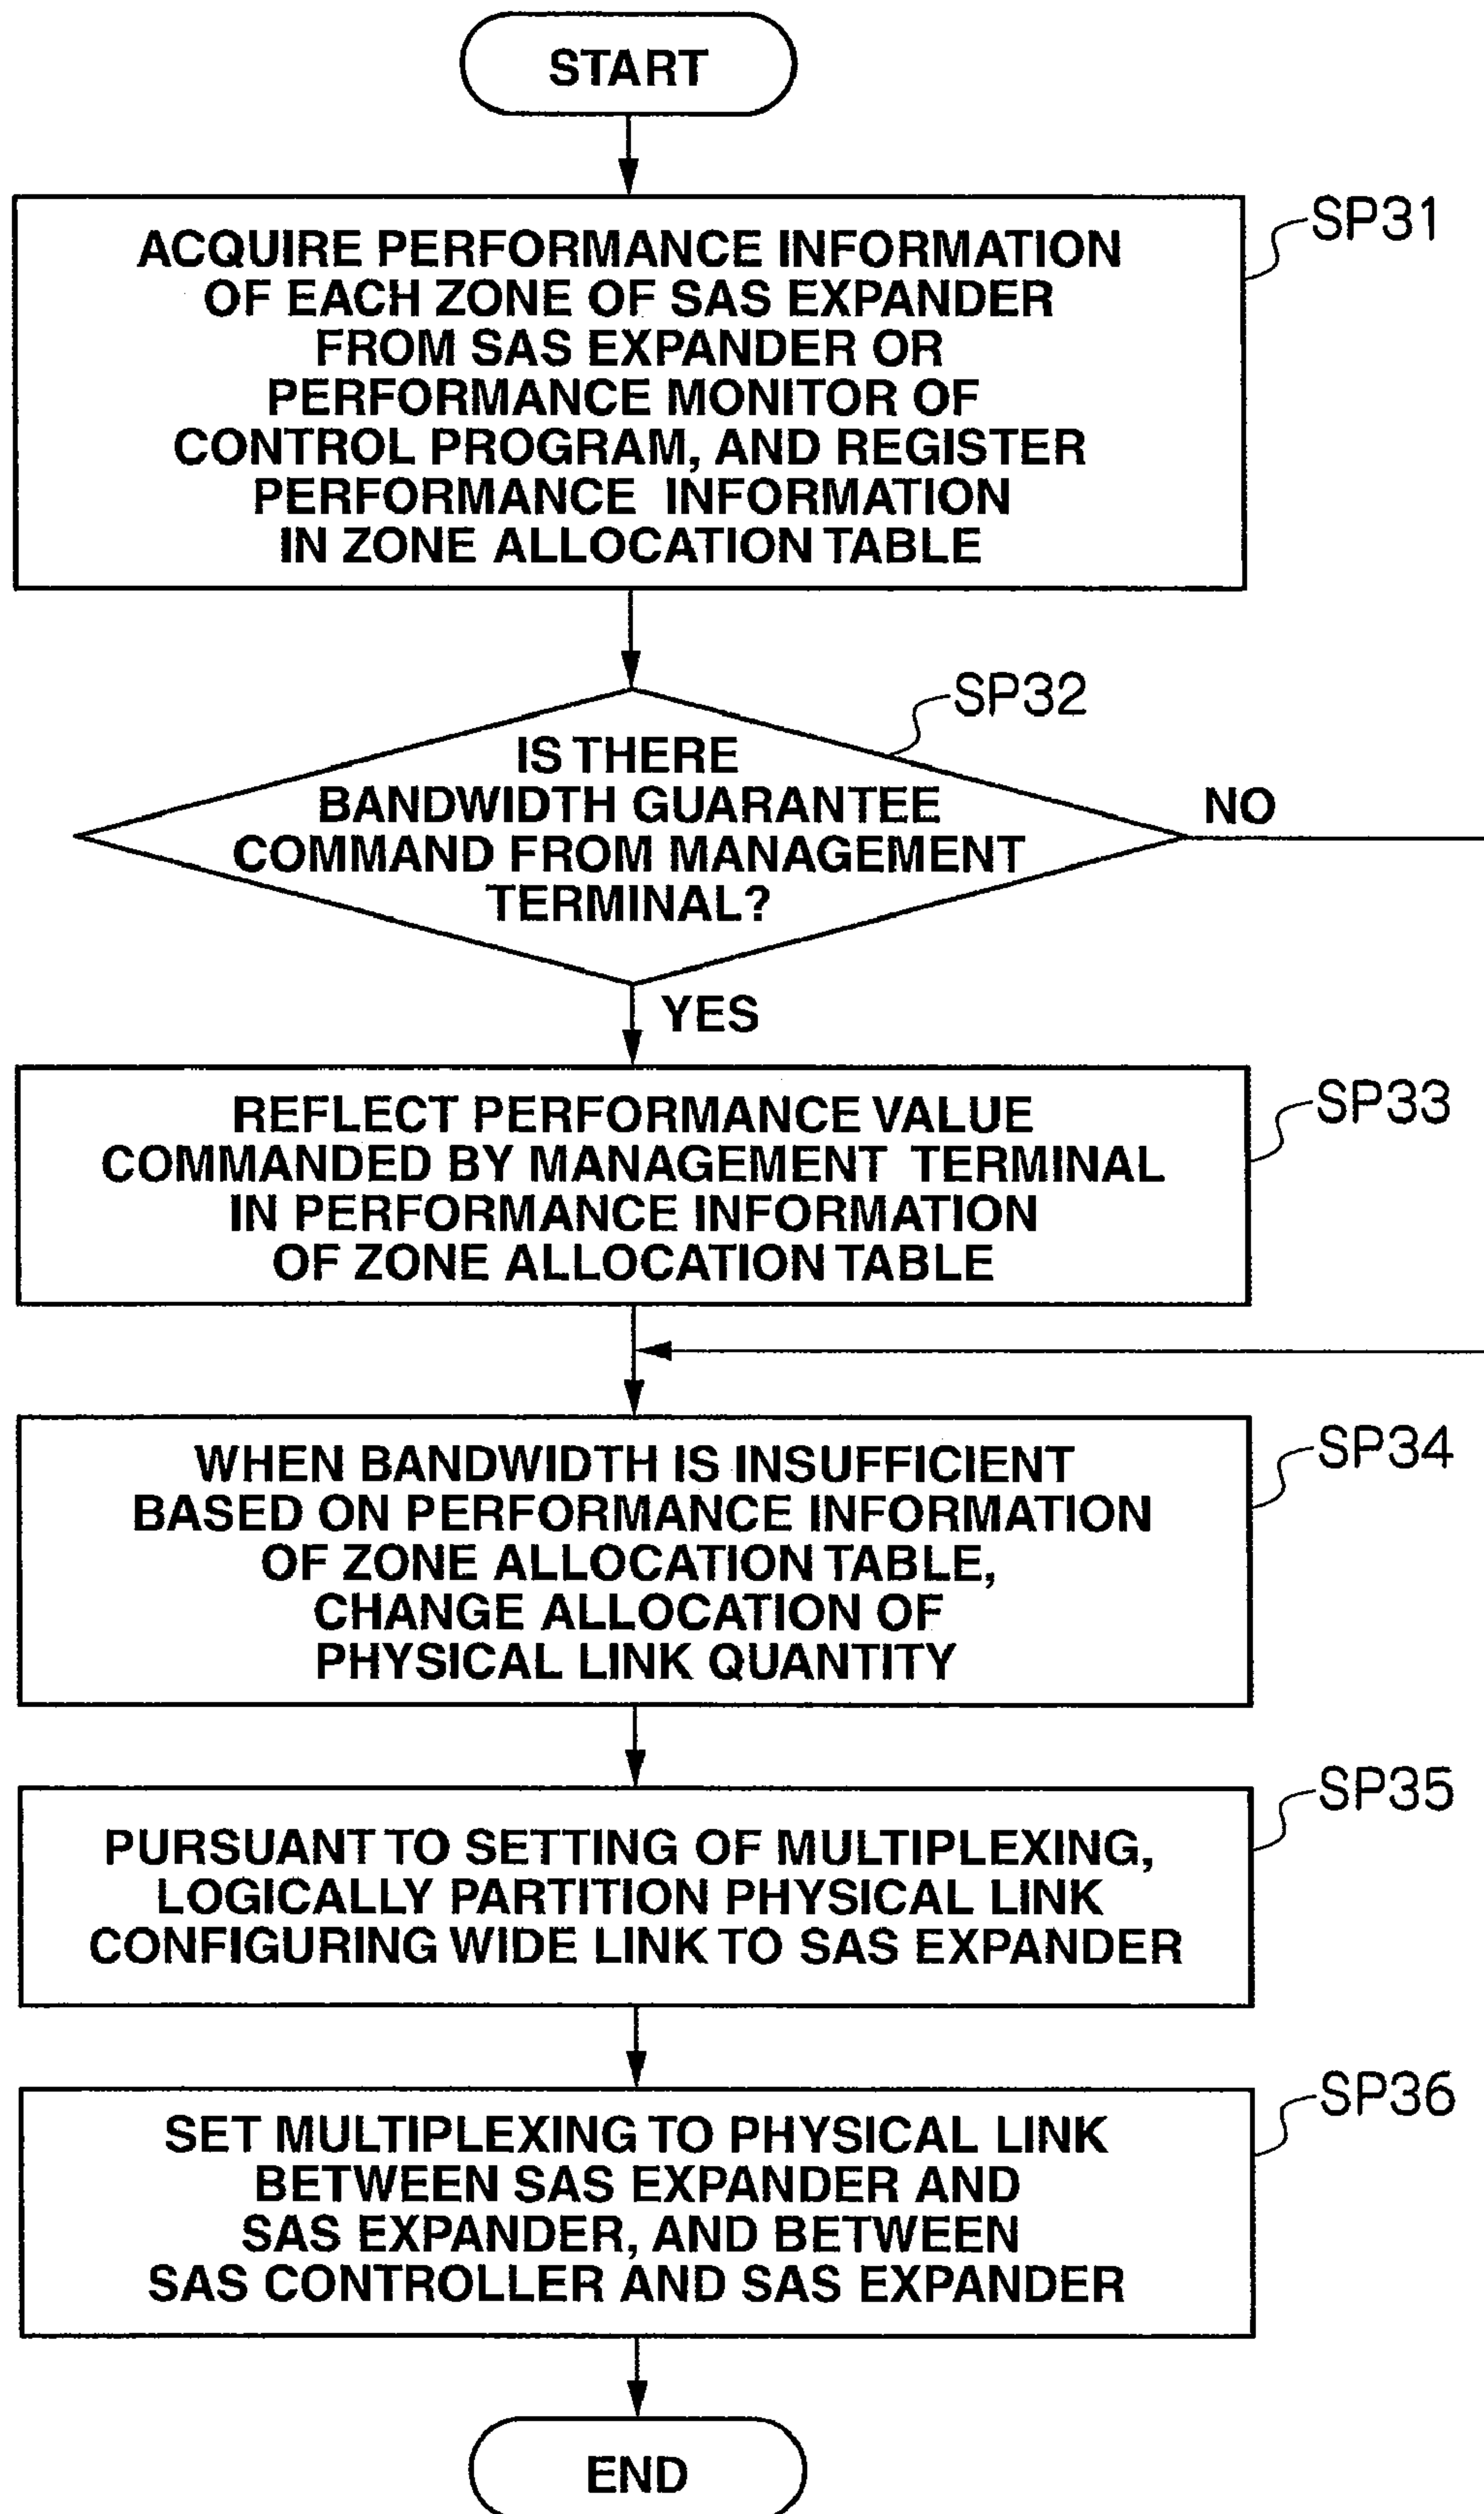 START
SP31
ACQUIRE PERFORMANCE INFORMATION
OF EACH ZONE OF SAS EXPANDER
FROM SAS EXPANDER OR
PERFORMANCE MONITOR OF
CONTROL PROGRAM, AND REGISTER
PERFORMANCE INFORMATION
IN ZONE ALLOCATION TABLE
SP32
IS THERE
BANDWIDTH GUARANTEE
COMMAND FROM MANAGEMENT
TERMINAL?
NO
YES
SP33
REFLECT PERFORMANCE VALUE
COMMANDED BY MANAGEMENT TERMINAL
IN PERFORMANCE INFORMATION
OF ZONE ALLOCATION TABLE
SP34
WHEN BANDWIDTH IS INSUFFICIENT
BASED ON PERFORMANCE INFORMATION
OF ZONE ALLOCATION TABLE,
CHANGE ALLOCATION OF
PHYSICAL LINK QUANTITY
SP35
PURSUANT TO SETTING OF MULTIPLEXING,
LOGICALLY PARTITION PHYSICAL LINK
CONFIGURING WIDE LINK TO SAS EXPANDER
SP36
SET MULTIPLEXING TO PHYSICAL LINK
BETWEEN SAS EXPANDER AND
SAS EXPANDER, AND BETWEEN
SAS CONTROLLER AND SAS EXPANDER
END